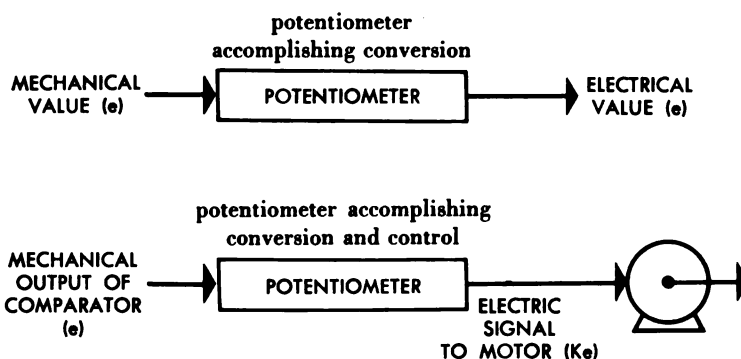 potentiometer
accomplishing conversion
MECHANICAL
VALUE (e)
POTENTIOMETER
ELECTRICAL
VALUE (e)
potentiometer accomplishing
conversion and control
MECHANICAL
OUTPUT OF
COMPARATOR
(e)
POTENTIOMETER
ELECTRIC
SIGNAL
TO MOTOR (Ke)